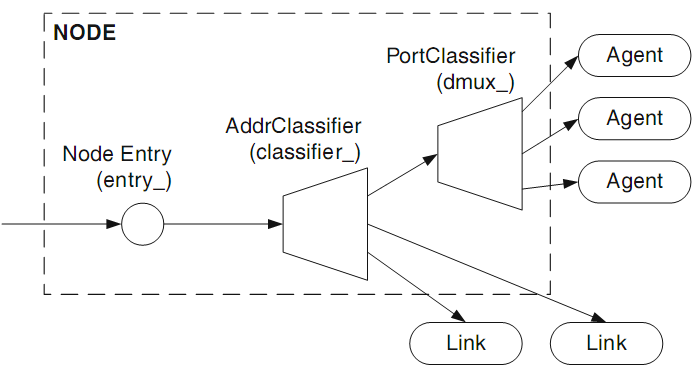 NODE
PortClassifier
(dmux_)
Agent
Agent
Agent
AddrClassifier
(classifier_)
Node Entry
(entry_)
Link
Link